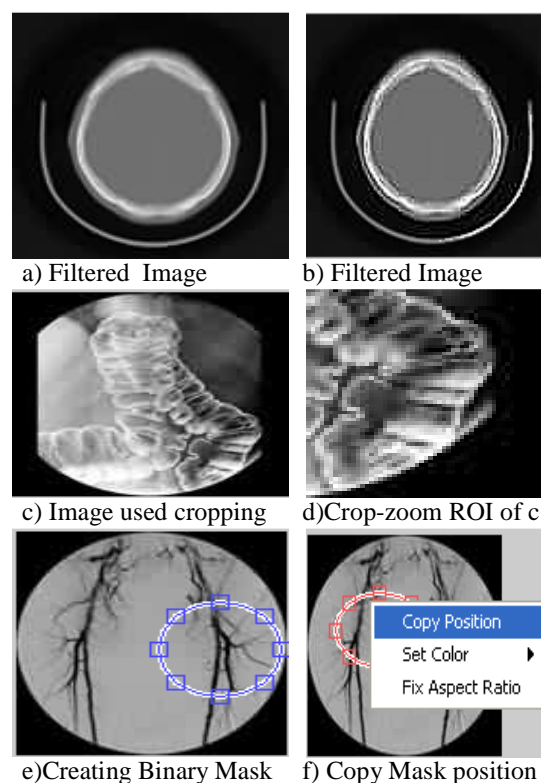 a) Filtered Image
b) Filtered Image
c) Image used cropping
d)Crop-zoom ROI of c
Copy Position
Set Color
Fix Aspect Ratio
e)Creating Binary Mask
f) Copy Mask position